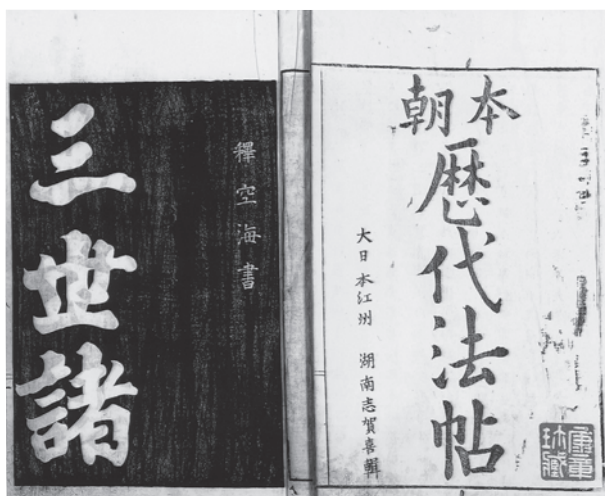 本朝
歴代法帖
大日本江州 湖南志賀喜輯
釋空海書
三世諸